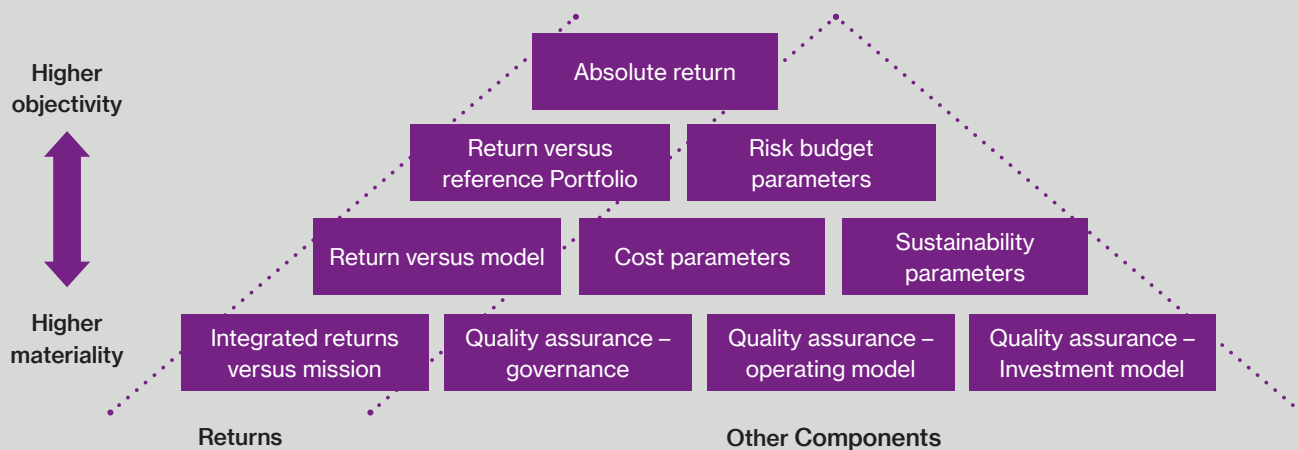 Higher
objectivity
Higher
materiality
Absolute return
Return versus
reference Portfolio
Risk budget
parameters
Return versus model
Cost parameters
Sustainability
parameters
Integrated returns
versus mission
Quality assurance –
governance
Quality assurance –
operating model
Quality assurance –
Investment model
Returns
Other Components